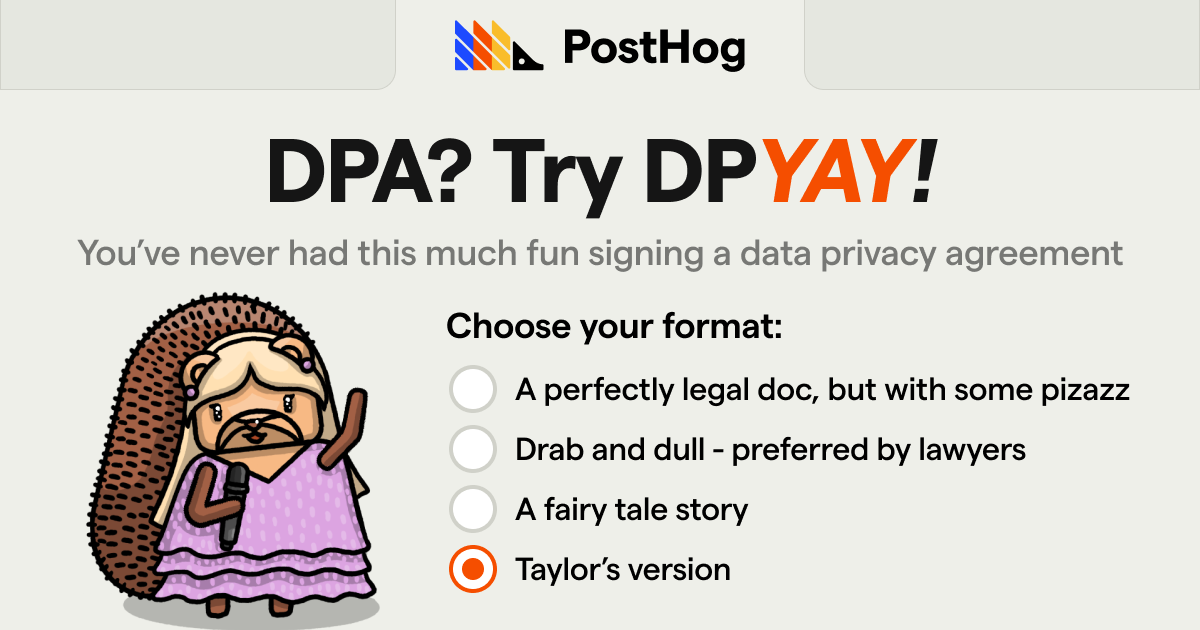 PostHog
DPA? Try DPYAY!
You’ve never had this much fun signing a data privacy agreement
Choose your format:
A perfectly legal doc, but with some pizazz
Drab and dull - preferred by lawyers
A fairy tale story
Taylor’s version